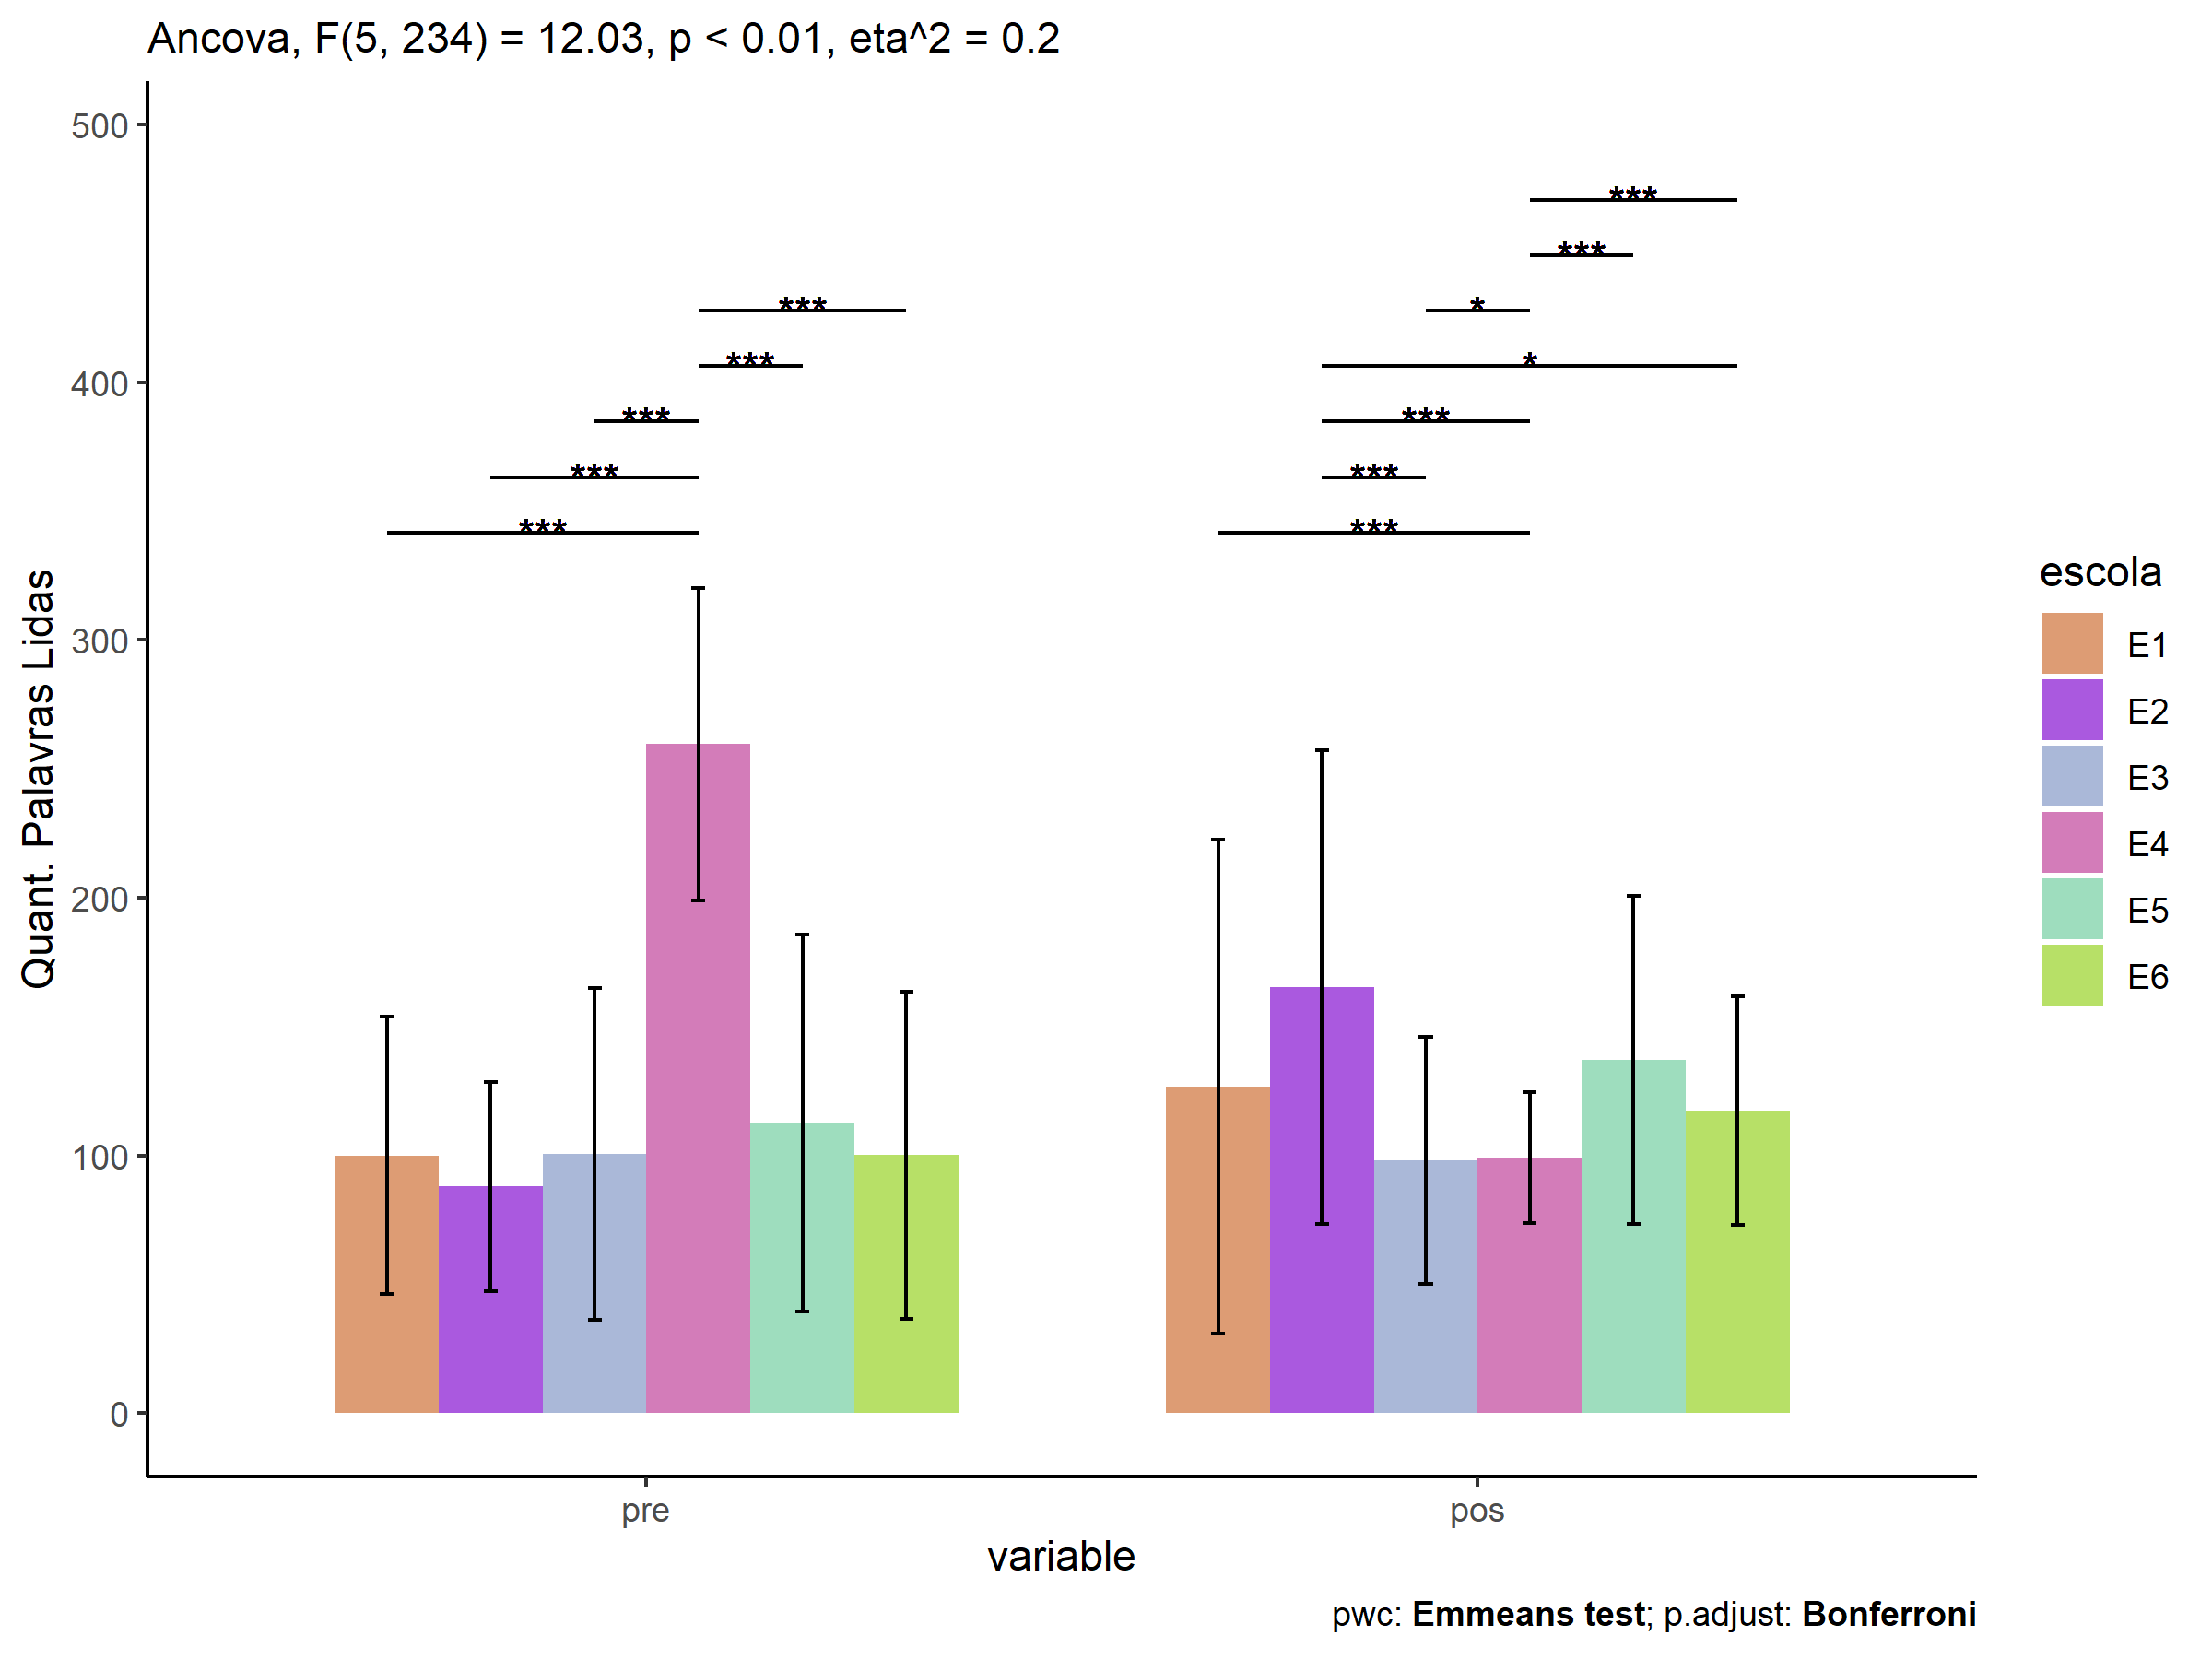 Ancova, F(5, 234) = 12.03, p < 0.01, eta^2 = 0.2
500
400
300
200
100
0
Quant. Palavras Lidas
***
***
***
***
***
***
***
*
*
***
***
***
pre
pos
variable
escola
E1
E2
E3
E4
E5
E6
pwc: Emmeans test; p.adjust: Bonferroni